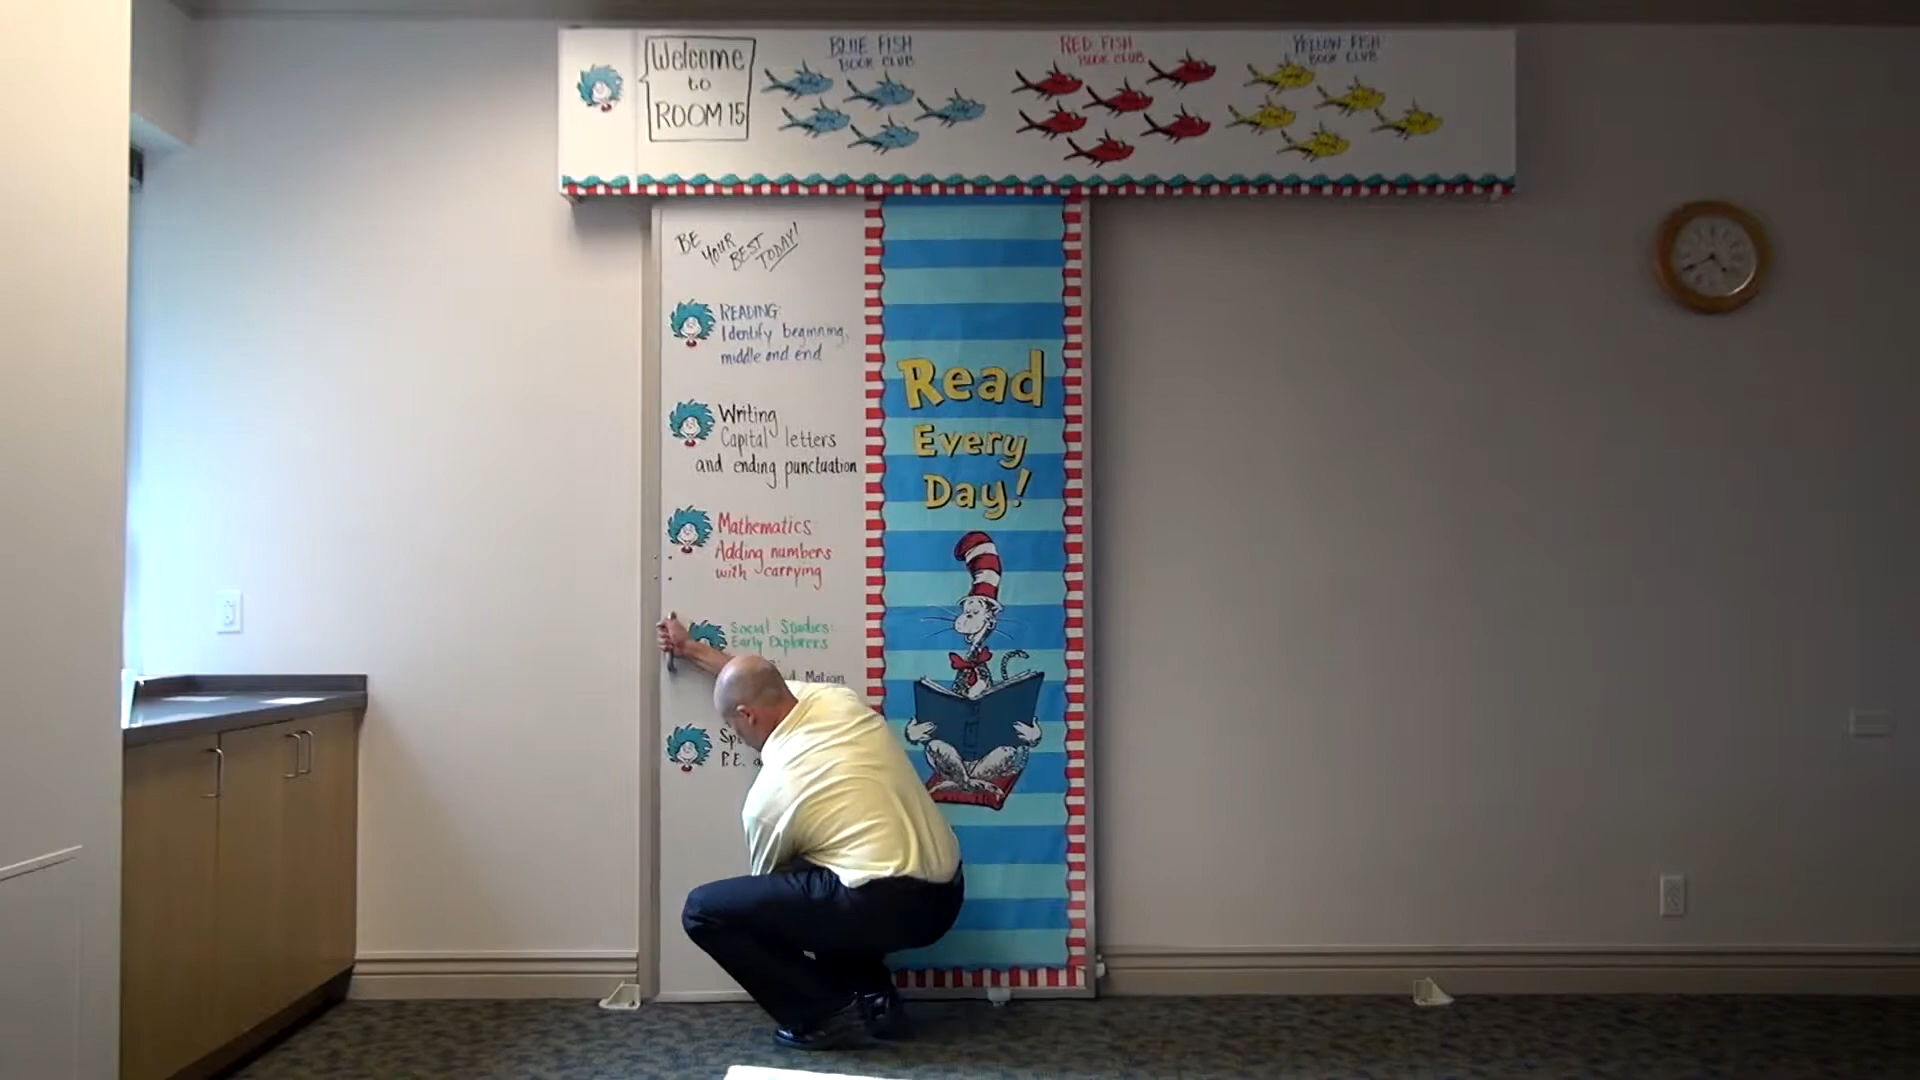 Welcome
to
ROOM 15
BLUE FISH
BOOK CLUB
RED FISH
BOOK CLUB
YELLOW FISH
BOOK CLUB
BE YOUR BEST TODAY!
READING:
Identify beginning,
middle and end
Writing
Capital letters
and ending punctuation
Mathematics:
Adding numbers
with carrying
Social Studies:
Early Explorers
Motion
P.E.
Read
Every
Day!